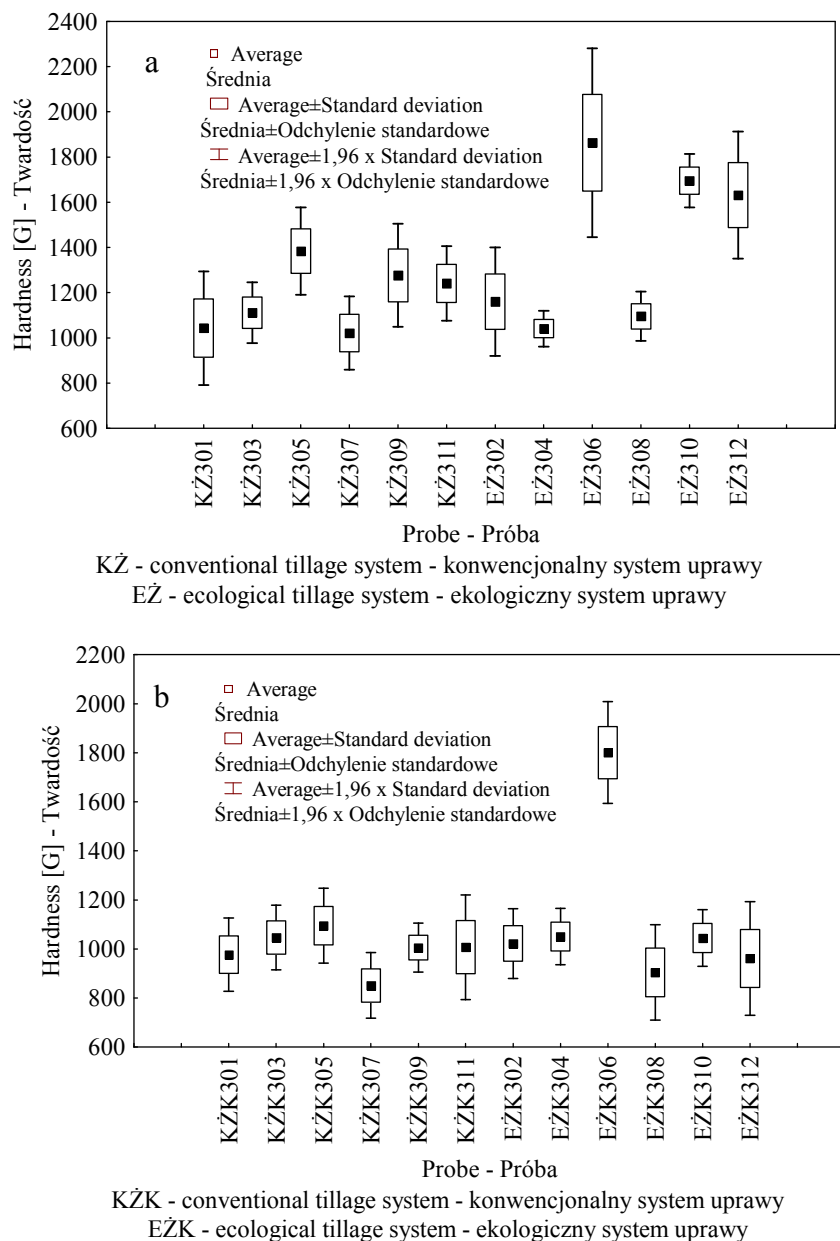 2400
2200
2000
1800
1600
1400
1200
1000
800
600
Hardness [G] - Twardość
a
Average
Średnia
Average±Standard deviation
Średnia±Odchylenie standardowe
Average±1,96 x Standard deviation
Średnia±1,96 x Odchylenie standardowe
KŻ301
KŻ303
KŻ305
KŻ307
KŻ309
KŻ311
EŻ302
EŻ304
EŻ306
EŻ308
EŻ310
EŻ312
Probe - Próba
KŻ - conventional tillage system - konwencjonalny system uprawy
EŻ - ecological tillage system - ekologiczny system uprawy
2200
2000
1800
1600
1400
1200
1000
800
600
Hardness [G] - Twardość
b
Average
Średnia
Average±Standard deviation
Średnia±Odchylenie standardowe
Average±1,96 x Standard deviation
Średnia±1,96 x Odchylenie standardowe
KŻK301
KŻK303
KŻK305
KŻK307
KŻK309
KŻK311
EŻK302
EŻK304
EŻK306
EŻK308
EŻK310
EŻK312
Probe - Próba
KŻK - conventional tillage system - konwencjonalny system uprawy
EŻK - ecological tillage system - ekologiczny system uprawy